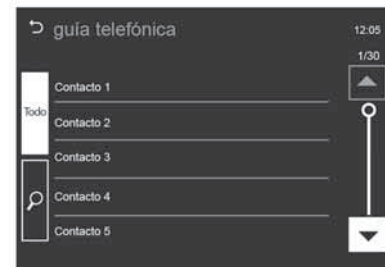 guía telefónica
12:05
1/30
Todo
Contacto 1
Contacto 2
Contacto 3
Contacto 4
Contacto 5